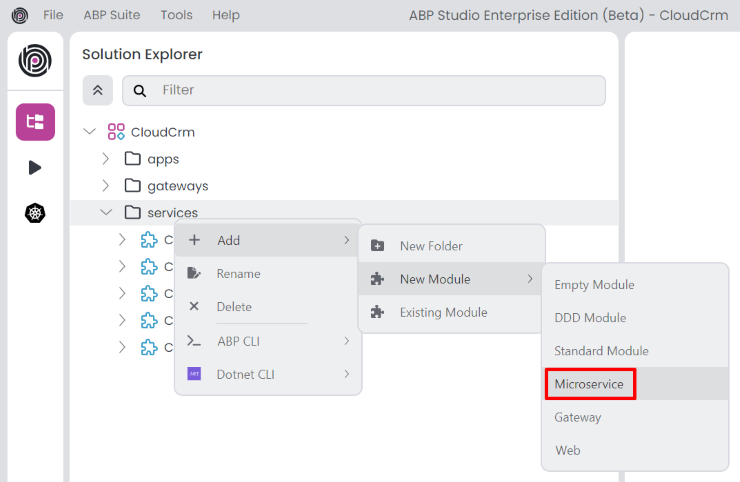 File ABP Suite Tools Help ABP Studio Enterprise Edition (Beta) - CloudCrm
Solution Explorer
Filter
CloudCrm
apps
gateways
services
C
C
C
C
C
Add
Rename
Delete
ABP CLI
.NET Dotnet CLI
New Folder
New Module
Existing Module
Empty Module
DDD Module
Standard Module
Microservice
Gateway
Web